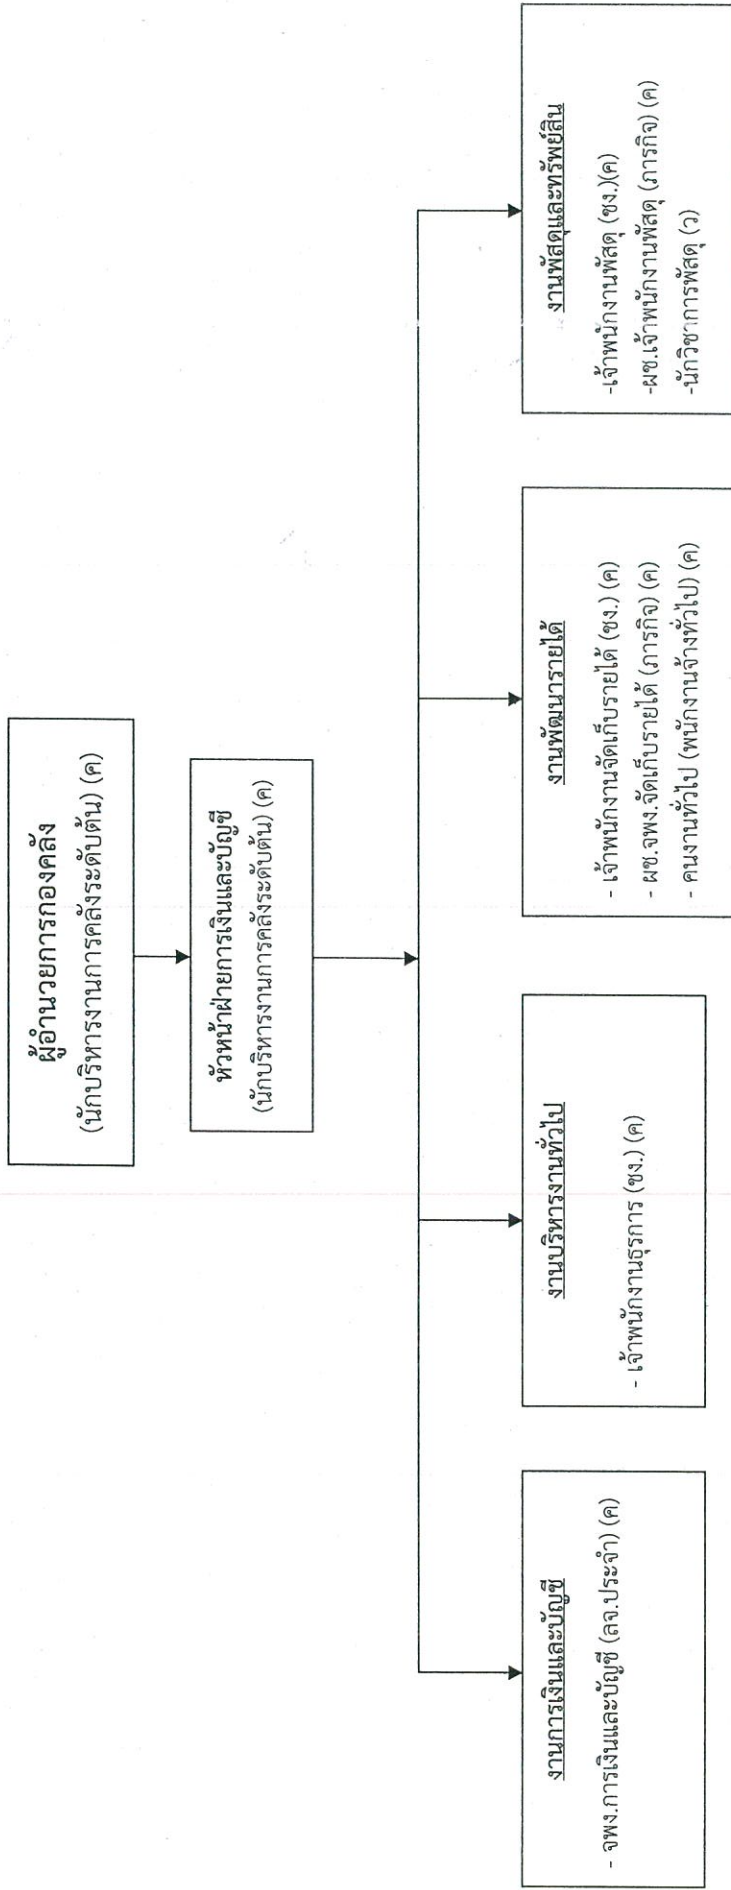 ผู้อำนวยการกองคลัง
(นักบริหารงานการคลังระดับต้น) (ค)
หัวหน้าฝ่ายการเงินและบัญชี
(นักบริหารงานการคลังระดับต้น) (ค)
งานการเงินและบัญชี
- จพง.การเงินและบัญชี (ลจ.ประจำ) (ค)
งานบริหารงานทั่วไป
- เจ้าพนักงานธุรการ (ชง.) (ค)
งานพัฒนารายได้
- เจ้าพนักงานจัดเก็บรายได้ (ชง.) (ค)
- ผช.จพง.จัดเก็บรายได้ (ภารกิจ) (ค)
- คนงานทั่วไป (พนักงานจ้างทั่วไป) (ค)
งานพัสดุและทรัพย์สิน
-เจ้าพนักงานพัสดุ (ชง.)(ค)
-ผช.เจ้าพนักงานพัสดุ (ภารกิจ) (ค)
-นักวิชาการพัสดุ (ว)